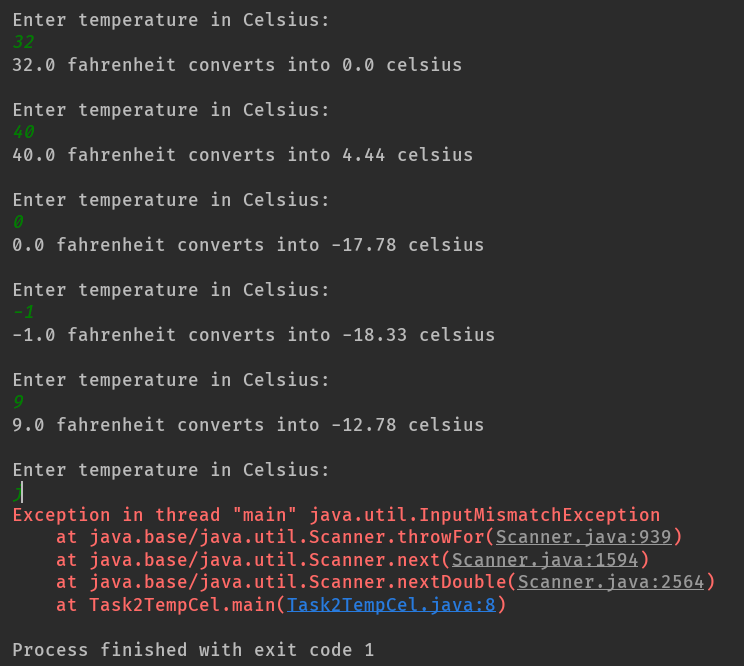 Enter temperature in Celsius:
32
32.0 fahrenheit converts into 0.0 celsius
Enter temperature in Celsius:
40
40.0 fahrenheit converts into 4.44 celsius
Enter temperature in Celsius:
0
0.0 fahrenheit converts into -17.78 celsius
Enter temperature in Celsius:
-1
-1.0 fahrenheit converts into -18.33 celsius
Enter temperature in Celsius:
9
9.0 fahrenheit converts into -12.78 celsius
Enter temperature in Celsius:
j
Exception in thread "main" java.util.InputMismatchException
at java.base/java.util.Scanner.throwFor(Scanner.java:939)
at java.base/java.util.Scanner.next(Scanner.java:1594)
at java.base/java.util.Scanner.nextDouble(Scanner.java:2564)
at Task2TempCel.main(Task2TempCel.java:8)
Process finished with exit code 1